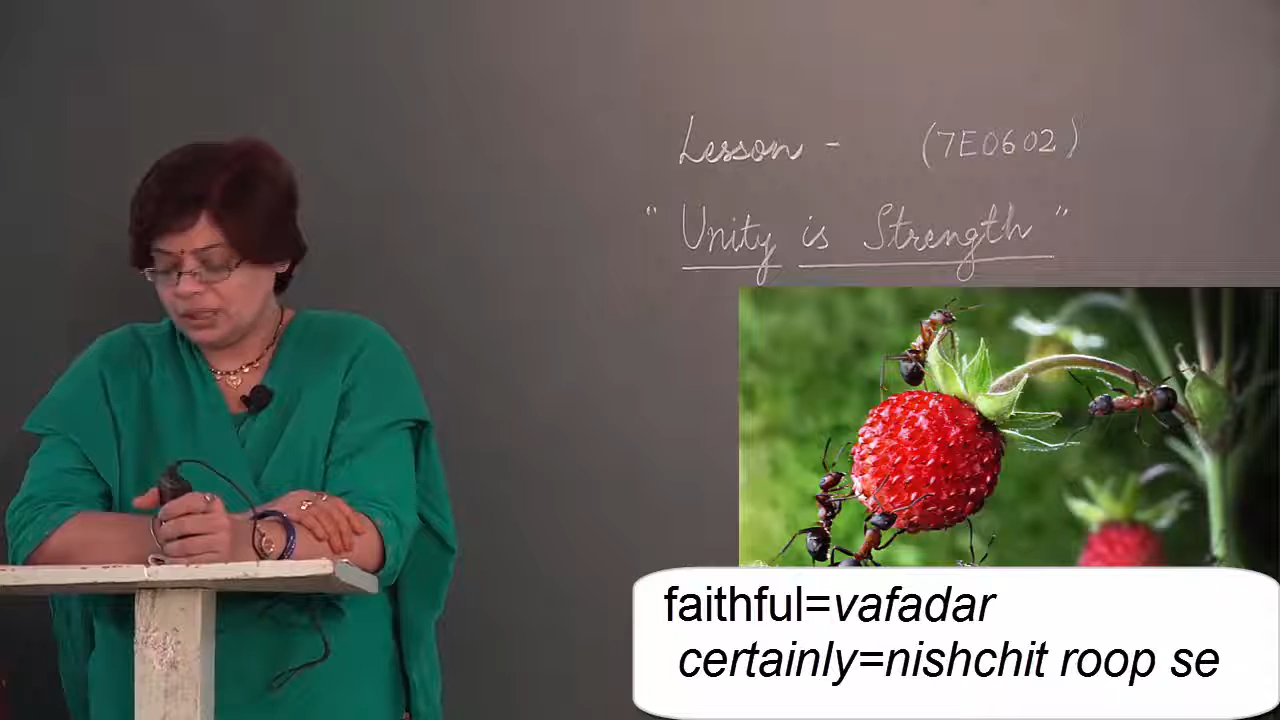 Lesson - (7E0602)
"Unity is Strength"
faithful=vafadar
certainly=nishchit roop se